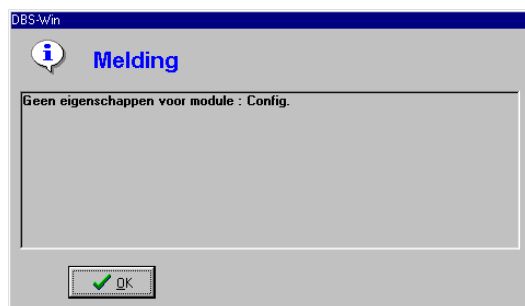 DBS-Win
Melding
Geen eigenschappen voor module : Config.
OK